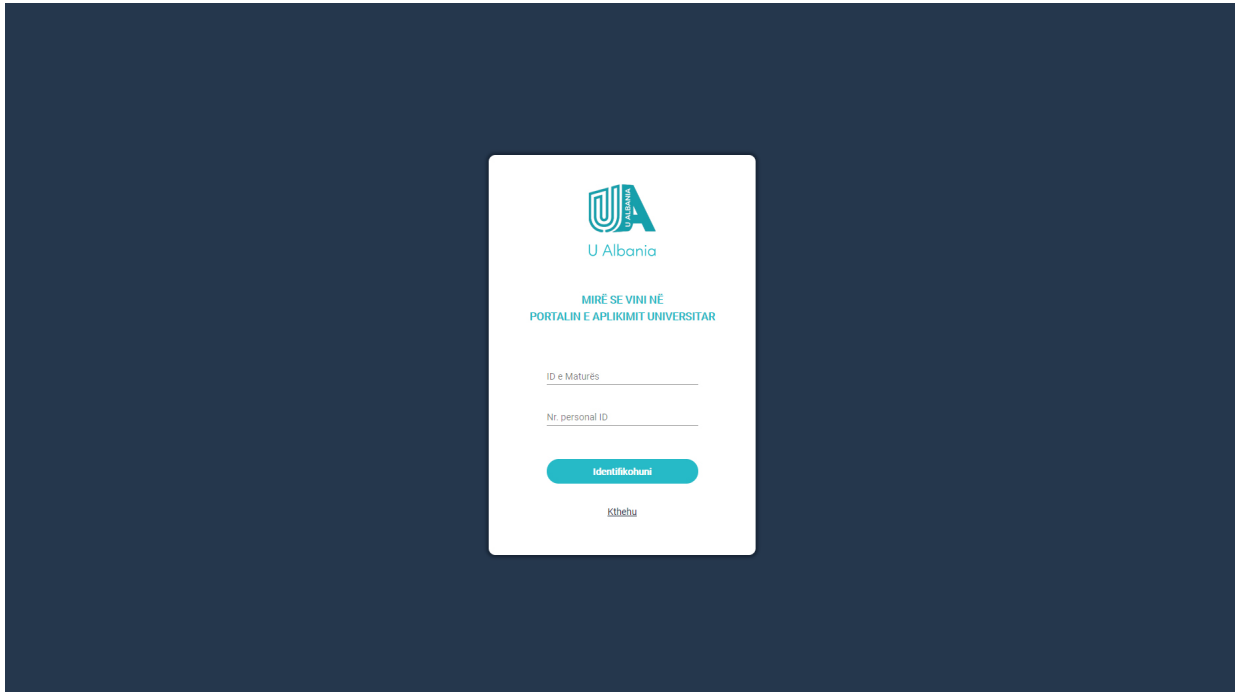 U ALBANIA
U Albania
MIRË SE VINI NË
PORTALIN E APLIKIMIT UNIVERSITAR
ID e Maturës
Nr. personal ID
Identifikohuni
Kthehu